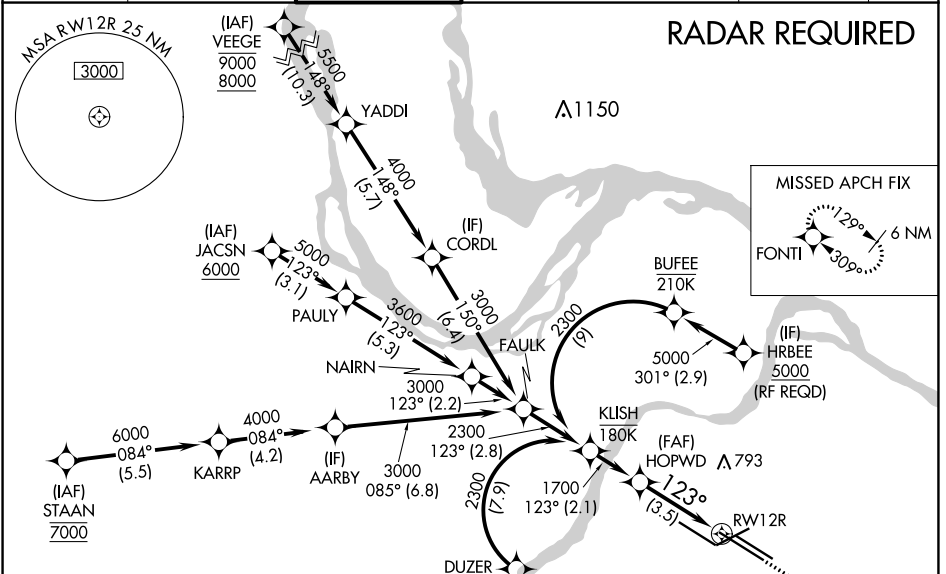 MSA RW12R 25 NM
3000
(IAF)
VEEGE
9000
8000
5500
148°
(10.3)
RADAR REQUIRED
YADDI
1150
4000
148°
(5.7)
MISSED APCH FIX
129°
6 NM
FONTI
309°
(IAF)
JACSN
6000
5000
123°
(3.1)
(IF)
CORDL
PAULY
3600
123°
(5.3)
3000
150°
(6.4)
BUFEE
210K
2300
(9)
5000
301° (2.9)
(IF)
HRBEE
5000
(RF REQD)
NAIRN
FAULK
3000
123° (2.2)
KLISH
180K
2300
123° (2.8)
6000
084°
(5.5)
4000
084°
(4.2)
KARRP
(IF)
AARBY
3000
085° (6.8)
(IAF)
STAAN
7000
(FAF)
HOPWD
793
1700
123° (2.1)
123°
(3.5)
RW12R
2300
(7.9)
DUZER